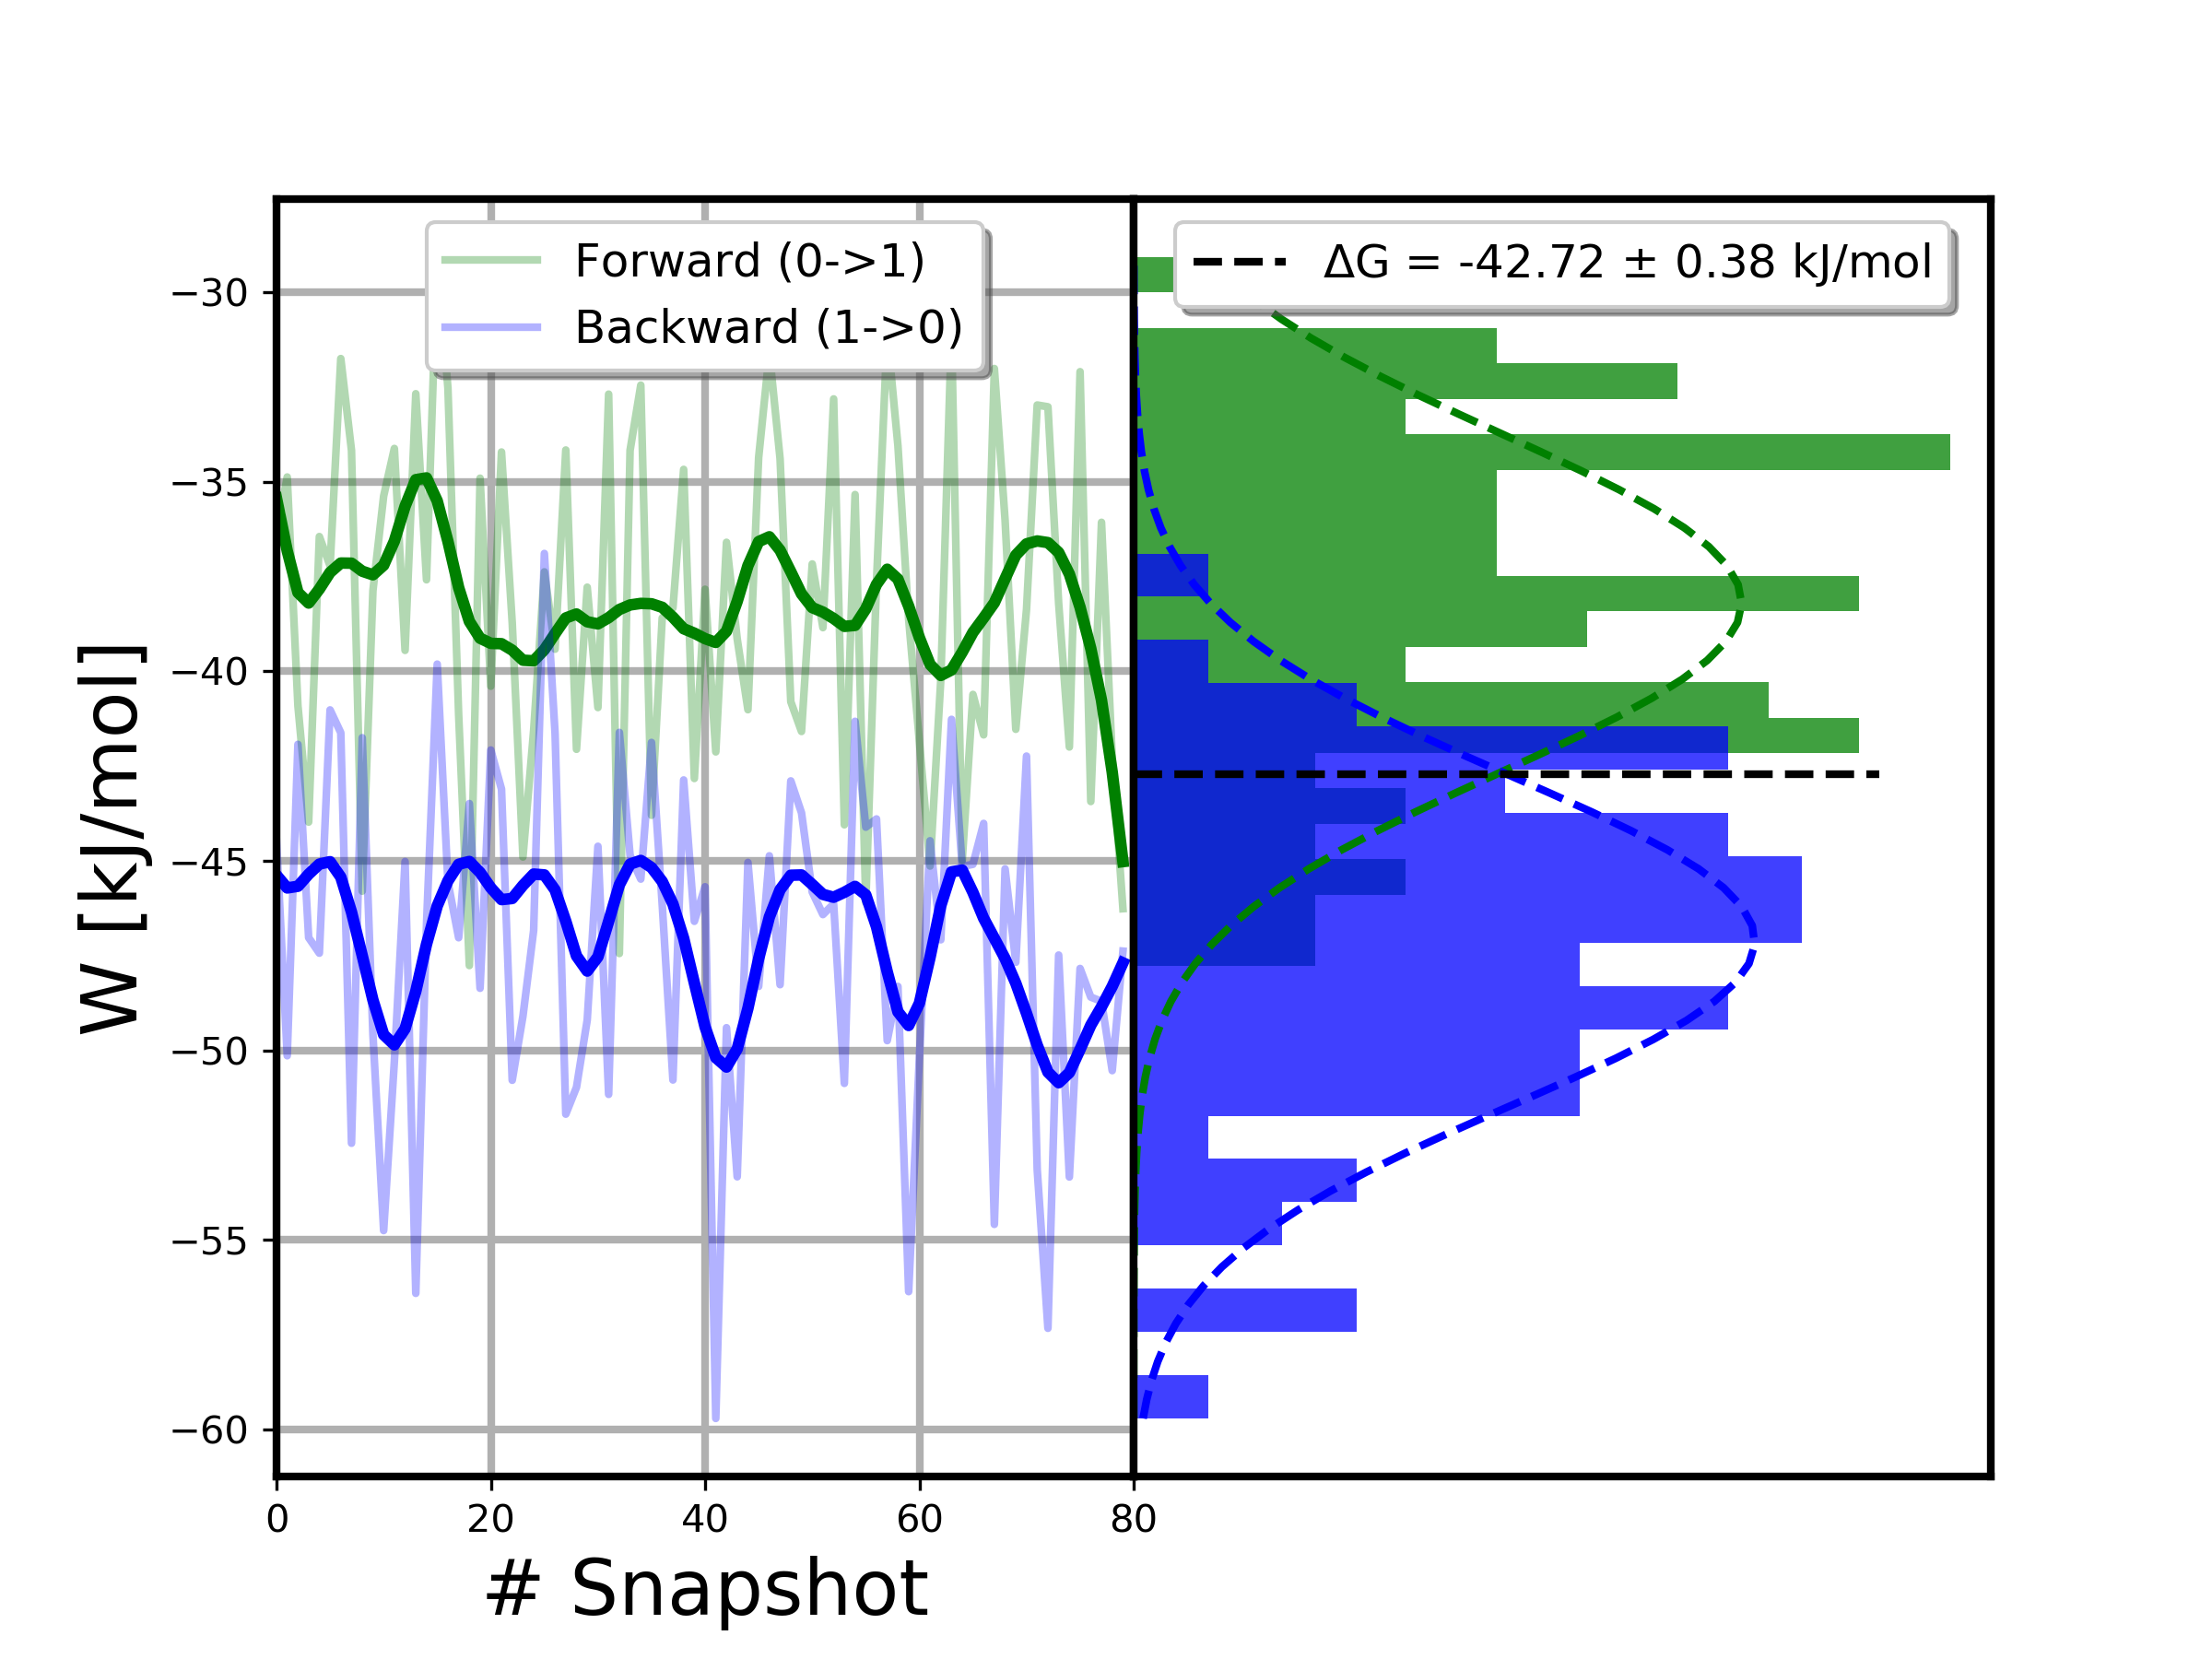 Forward (0->1)
Backward (1->0)
ΔG = -42.72 ± 0.38 kJ/mol
W [kJ/mol]
−30
−35
−40
−45
−50
−55
−60
0 20 40 60 80
# Snapshot